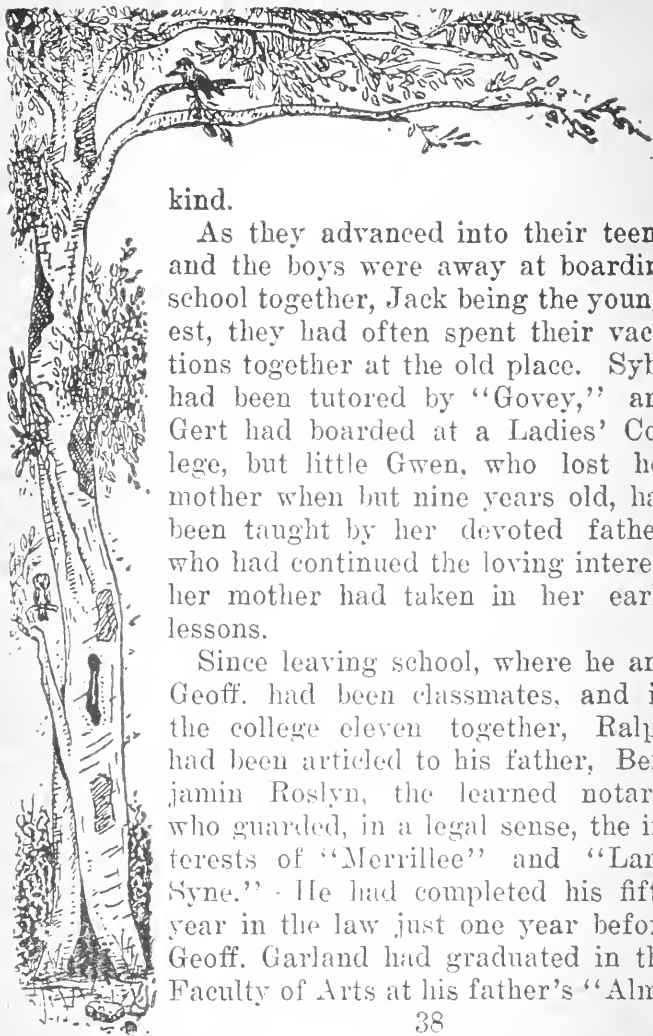 kind.
As they advanced into their teen
and the boys were away at boardin
school together, Jack being the young
est, they had often spent their vac
tions together at the old place. Syb
had been tutored by “Govey,” an
Gert had boarded at a Ladies’ Co
lege, but little Gwen, who lost he
mother when but nine years old, ha
been taught by her devoted fathe
who had continued the loving interes
her mother had taken in her earl
lessons.
Since leaving school, where he an
Geoff. had been classmates, and i
the college eleven together, Ralp
had been articled to his father, Ben
jamin Roslyn, the learned notar
who guarded, in a legal sense, the in
terests of “Merrillee” and “Lan
Syne.” He had completed his fift
year in the law just one year befor
Geoff. Garland had graduated in th
Faculty of Arts at his father’s “Alm
38